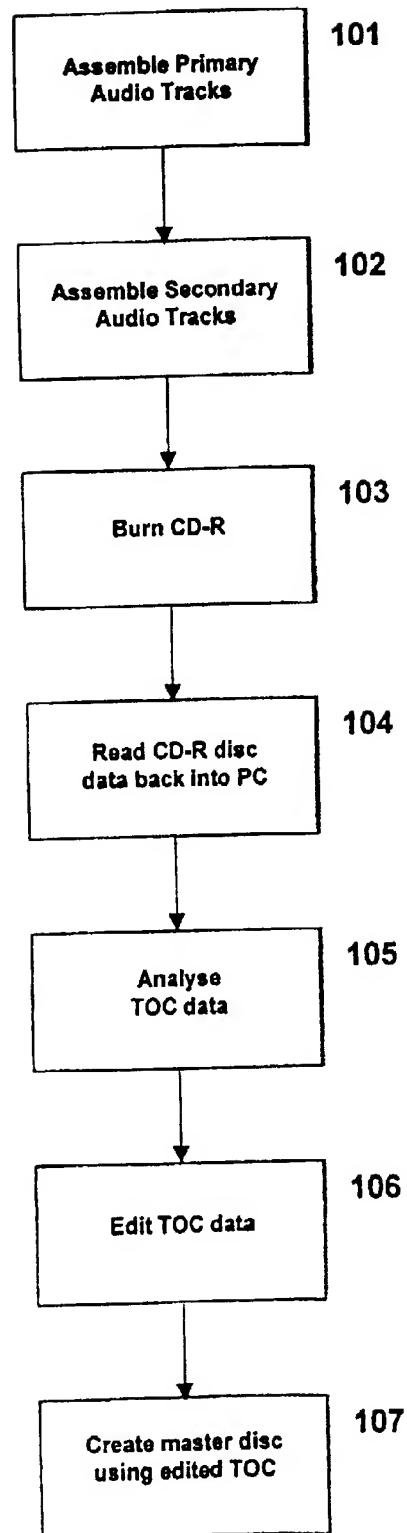 101
Assemble Primary
Audio Tracks
102
Assemble Secondary
Audio Tracks
103
Burn CD-R
104
Read CD-R disc
data back into PC
105
Analyse
TOC data
106
Edit TOC data
107
Create master disc
using edited TOC